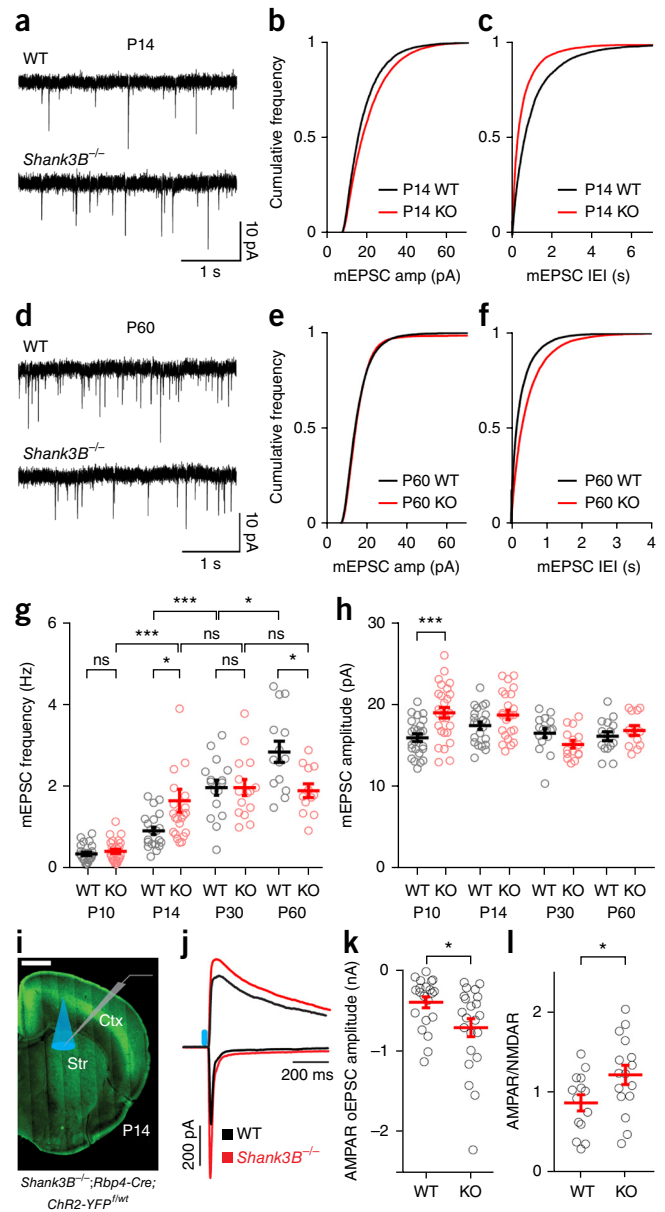 a
P14
WT
Shank3B–/–
10 pA
1 s
b
Cumulative frequency
1
0.5
0
20
40
60
mEPSC amp (pA)
P14 WT
P14 KO
c
1
0.5
0
2
4
6
mEPSC IEI (s)
P14 WT
P14 KO
d
P60
WT
Shank3B–/–
10 pA
1 s
e
Cumulative frequency
1
0.5
0
20
40
60
mEPSC amp (pA)
P60 WT
P60 KO
f
1
0.5
0
1
2
3
4
mEPSC IEI (s)
P60 WT
P60 KO
g
mEPSC frequency (Hz)
6
4
2
0
*** *
*** ns ns
ns * ns *
WT KO WT KO WT KO WT KO
P10 P14 P30 P60
h
mEPSC amplitude (pA)
30
20
10
0
***
WT KO WT KO WT KO WT KO
P10 P14 P30 P60
i
Ctx
Str
P14
Shank3B–/–;Rbp4-Cre;
ChR2-YFPf/wt
j
200 ms
200 pA
WT
Shank3B–/–
k
AMPAR oEPSC amplitude (nA)
*
0
–1
–2
WT KO
l
AMPAR/NMDAR
*
2
1
0
WT KO